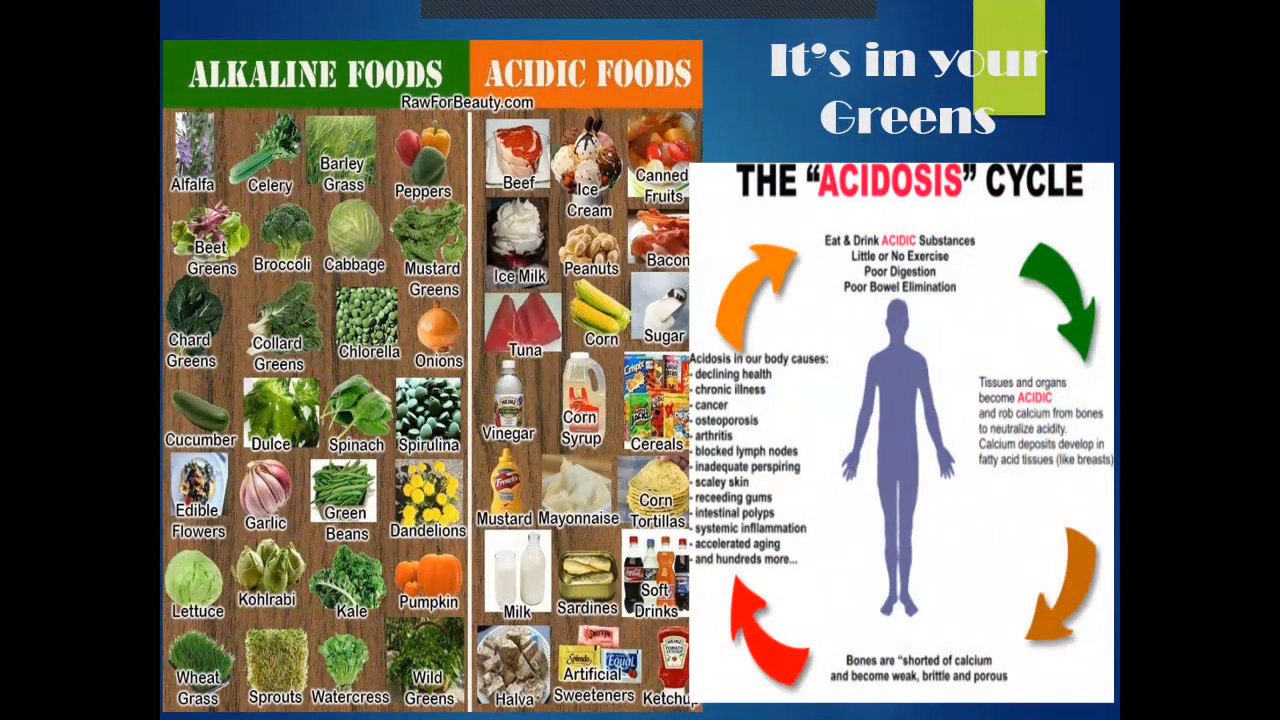 It's in your
Greens
ALKALINE FOODS
ACIDIC FOODS
RawForBeauty.com
Alfalfa
Celery
Barley
Grass
Peppers
Beet
Greens
Broccoli
Cabbage
Mustard
Greens
Chard
Greens
Collard
Greens
Chlorella
Onions
Cucumber
Dulce
Spinach
Spirulina
Edible
Flowers
Garlic
Green
Beans
Dandelions
Lettuce
Kohlrabi
Kale
Pumpkin
Wheat
Grass
Sprouts
Watercress
Wild
Greens
Beef
Ice
Cream
Canned
Fruits
Ice Milk
Peanuts
Bacon
Tuna
Corn
Sugar
Vinegar
HEINZ
Corn
Syrup
Crispix
Cereals
Mustard
French's
Mayonnaise
Corn
Tortillas
Milk
Sardines
Soft
Drinks
Halva
Splenda
Equal
Artificial
Sweeteners
HEINZ
Ketchup
THE “ACIDOSIS” CYCLE
Eat & Drink ACIDIC Substances
Little or No Exercise
Poor Digestion
Poor Bowel Elimination
Tissues and organs
become ACIDIC
and rob calcium from bones
to neutralize acidity.
Calcium deposits develop in
fatty acid tissues (like breasts)
Bones are “shorted of calcium
and become weak, brittle and porous
Acidosis in our body causes:
- declining health
- chronic illness
- cancer
- osteoporosis
- arthritis
- blocked lymph nodes
- inadequate perspiring
- scaley skin
- receeding gums
- intestinal polyps
- systemic infllammation
- accelerated aging
- and hundreds more...